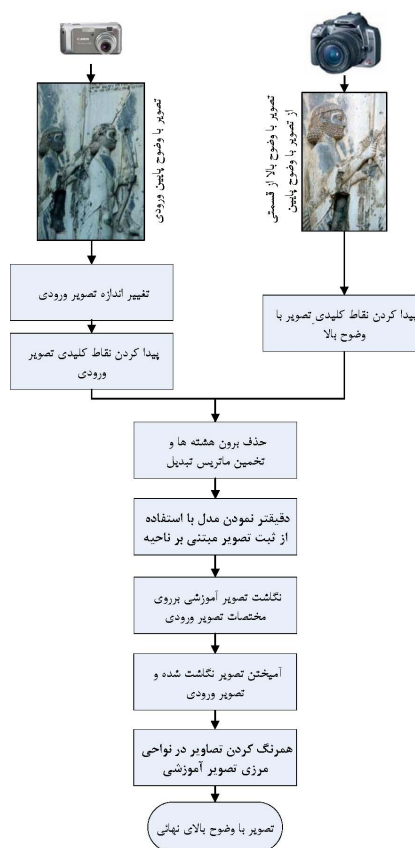 تصویر با وضوح پایین ورودی
تصویر با وضوح بالا از قسمتی
از تصویر با وضوح پایین
تغییر اندازه تصویر ورودی
پیدا کردن نقاط کلیدی تصویر
ورودی
پیدا کردن نقاط کلیدی تصویر با
وضوح بالا
حذف برون هشته ها و
تخمین ماتریس تبدیل
دقیقتر نمودن مدل با استفاده
از ثبت تصویر مبتنی بر ناحیه
نگاشت تصویر آموزشی برروی
مختصات تصویر ورودی
آمیختن تصویر نگاشت شده و
تصویر ورودی
همرنگ کردن تصاویر در نواحی
مرزی تصویر آموزشی
تصویر با وضوح بالای نهائی